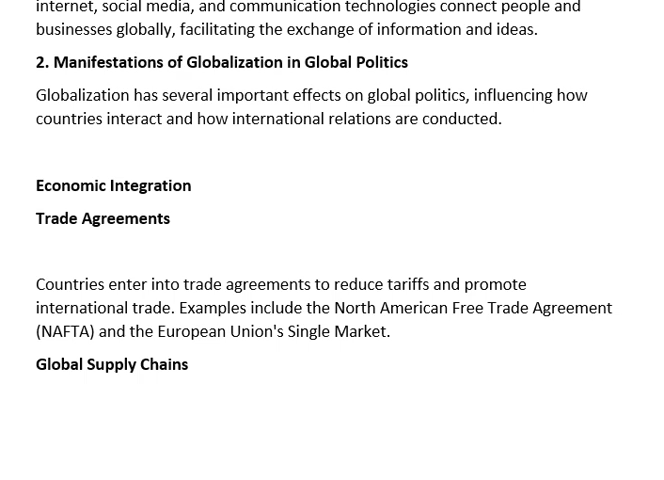 internet, social media, and communication technologies connect people and
businesses globally, facilitating the exchange of information and ideas.
2. Manifestations of Globalization in Global Politics
Globalization has several important effects on global politics, influencing how
countries interact and how international relations are conducted.
Economic Integration
Trade Agreements
Countries enter into trade agreements to reduce tariffs and promote
international trade. Examples include the North American Free Trade Agreement
(NAFTA) and the European Union's Single Market.
Global Supply Chains